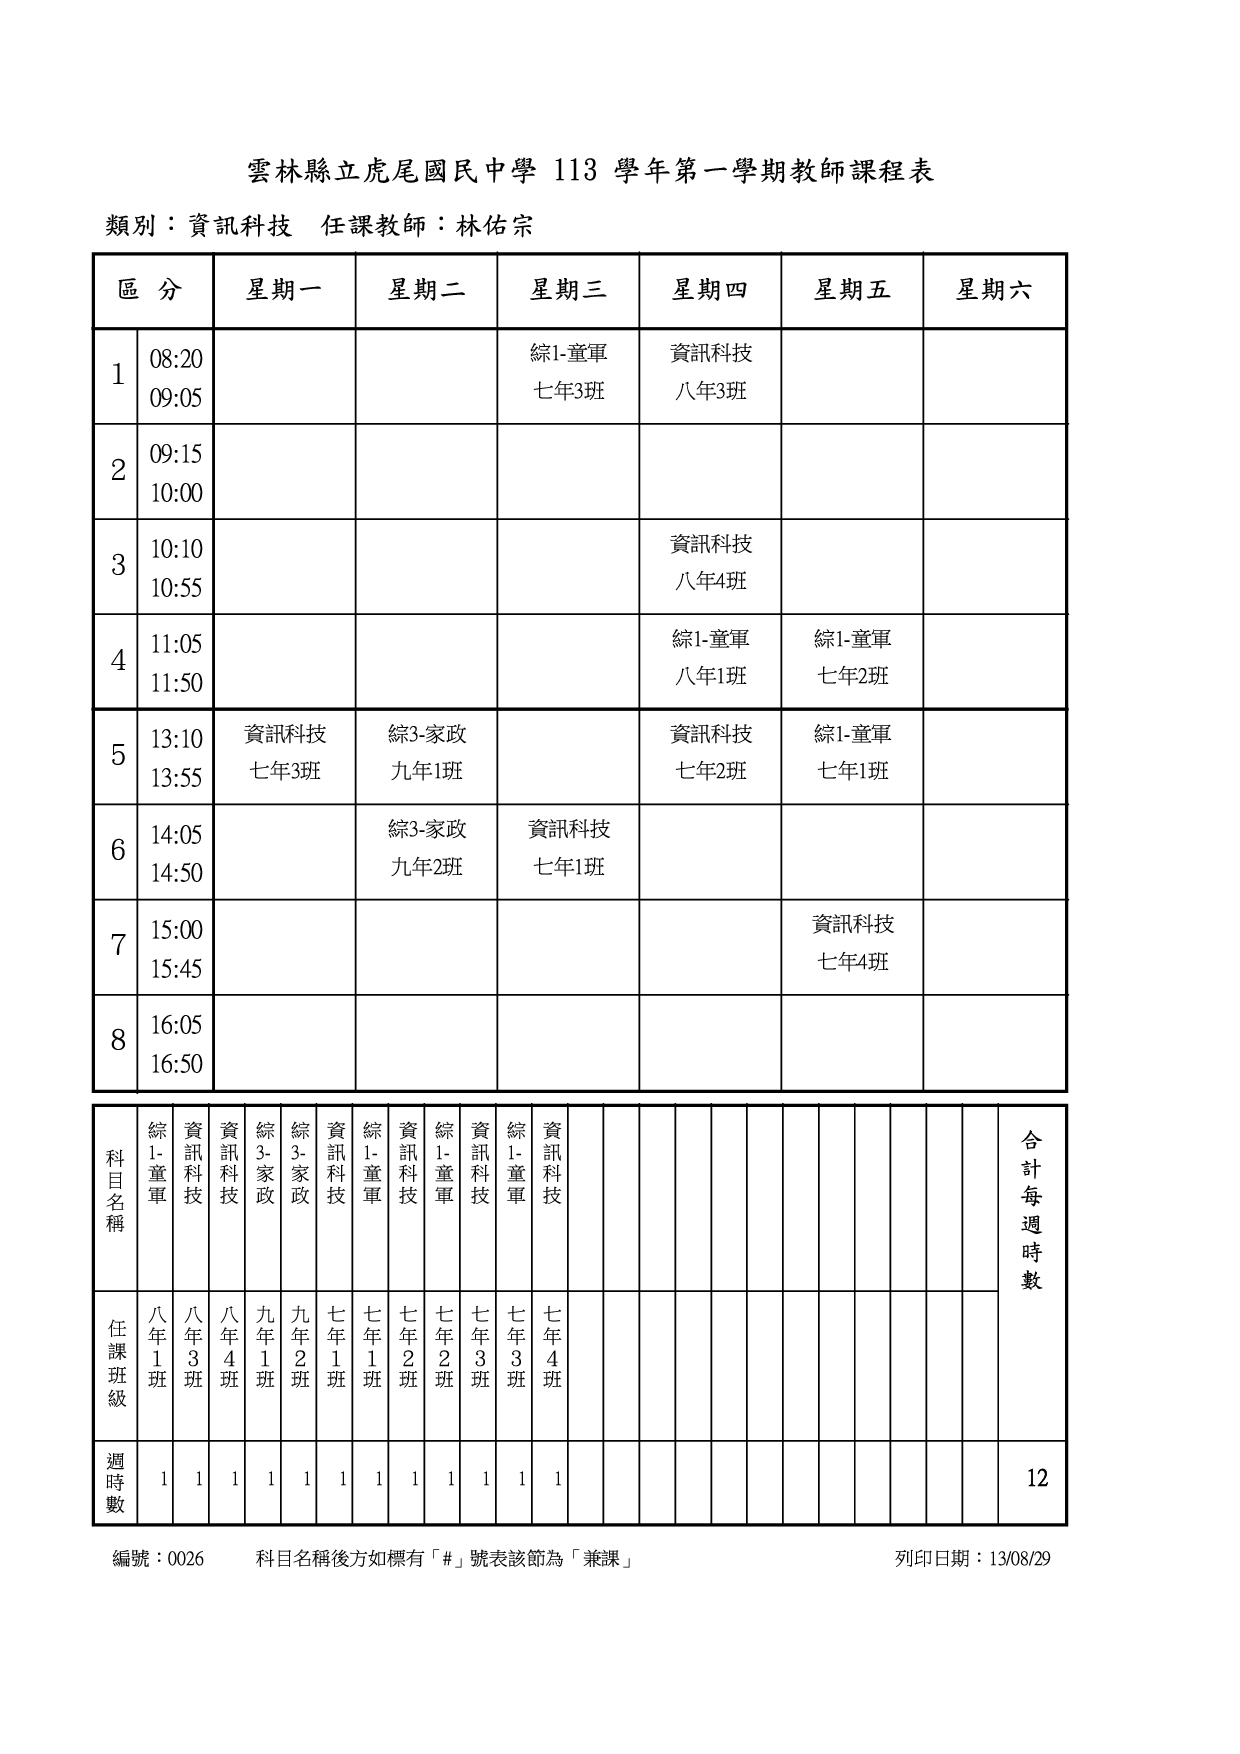 雲林縣立虎尾國民中學 113 學年第一學期教師課程表
類別：資訊科技 任課教師：林佑宗
區 分 星期一 星期二 星期三 星期四 星期五 星期六
1 08:20 09:05 綜1-童軍 七年3班 資訊科技 八年3班
2 09:15 10:00
3 10:10 10:55 資訊科技 八年4班
4 11:05 11:50 綜1-童軍 八年1班 綜1-童軍 七年2班
5 13:10 13:55 資訊科技 七年3班 綜3-家政 九年1班 資訊科技 七年2班 綜1-童軍 七年1班
6 14:05 14:50 綜3-家政 九年2班 資訊科技 七年1班
7 15:00 15:45 資訊科技 七年4班
8 16:05 16:50
科目名稱 綜1-童軍 資訊科技 資訊科技 綜3-家政 綜3-家政 資訊科技 綜1-童軍 資訊科技 綜1-童軍 資訊科技 綜1-童軍 資訊科技 合計每週時數
任課班級 八年1班 八年3班 八年4班 九年1班 九年2班 七年1班 七年1班 七年2班 七年2班 七年3班 七年3班 七年4班
週時數 1 1 1 1 1 1 1 1 1 1 1 1 12
編號：0026 科目名稱後方如標有「#」號表該節為「兼課」 列印日期：13/08/29